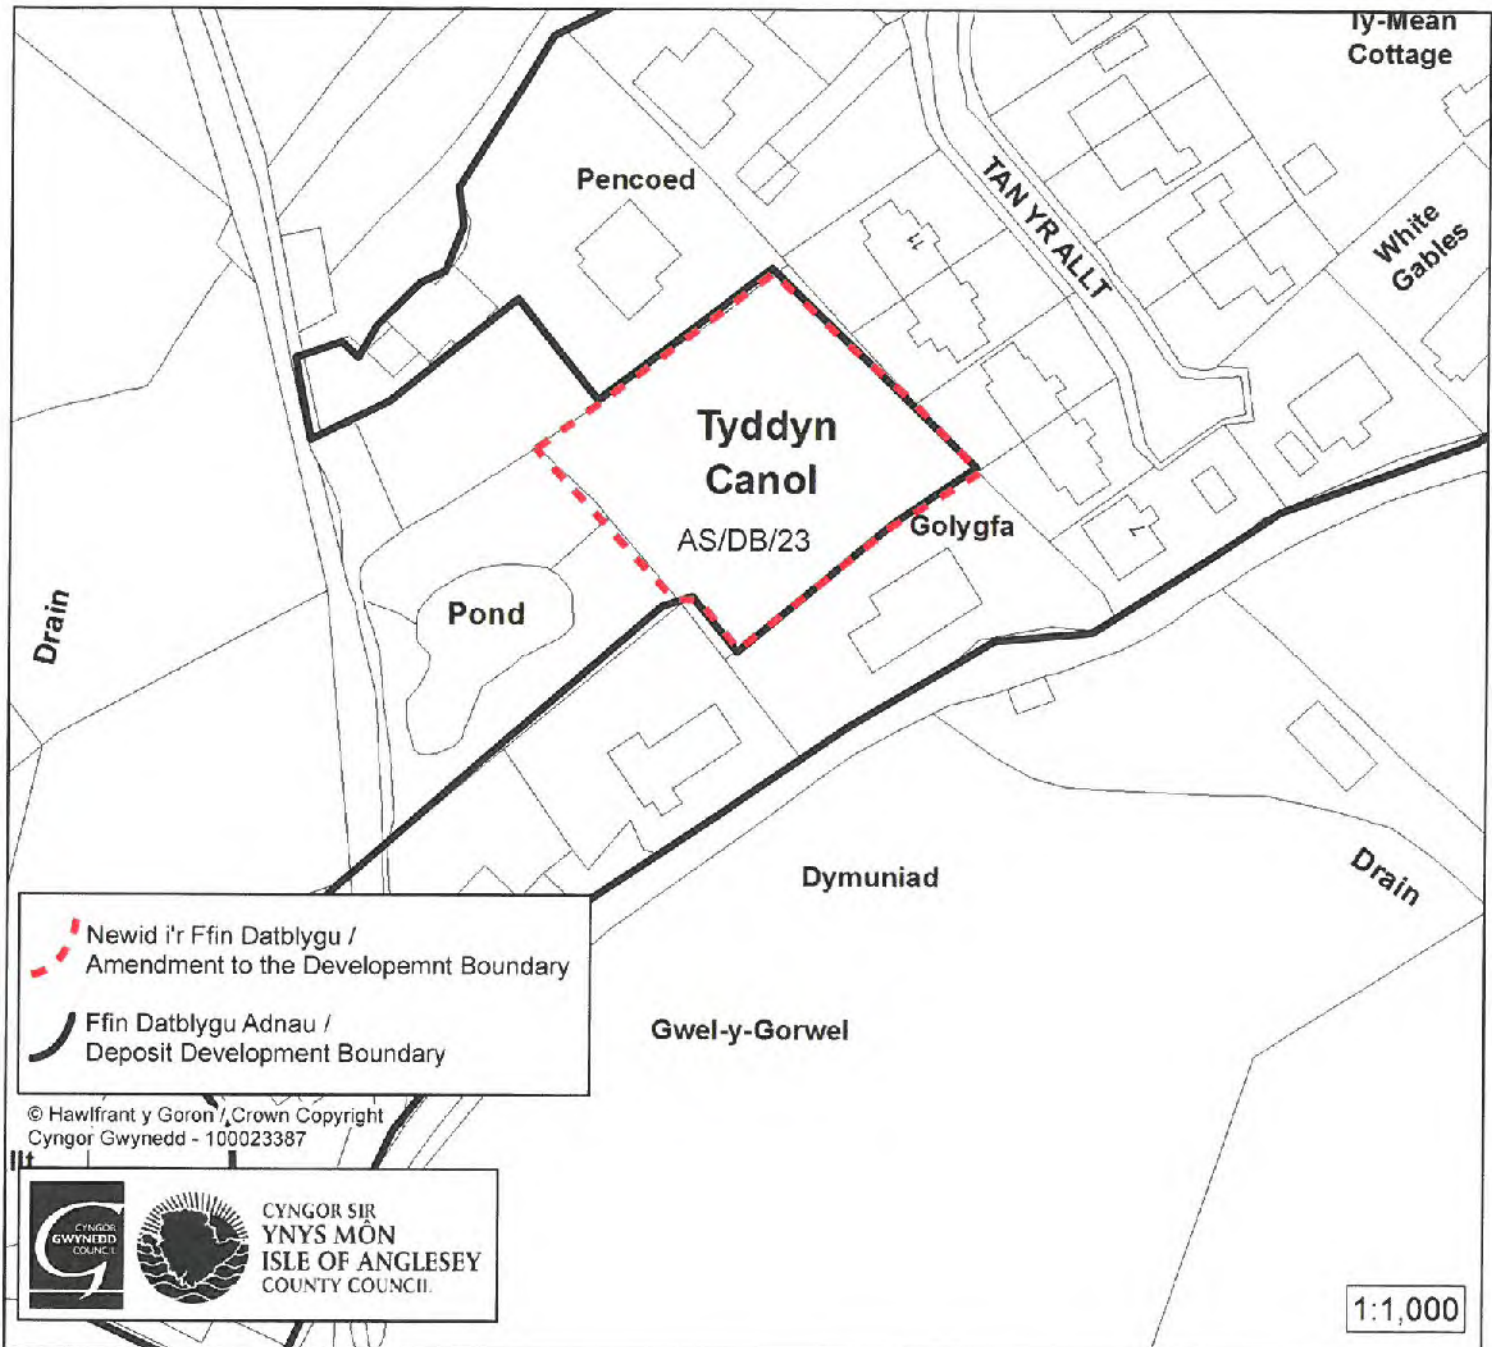 Ty-Mean
Cottage
Pencoed
TAN YR ALLT
11
White
Gables
Tyddyn
Canol
AS/DB/23
Golygfa
7
Pond
Drain
Dymuniad
Drain
Gwel-y-Gorwel
Newid i'r Ffin Datblygu /
Amendment to the Developemnt Boundary
Ffin Datblygu Adnau /
Deposit Development Boundary
© Hawlfraint y Goron / Crown Copyright
Cyngor Gwynedd - 100023387
llt
CYNGOR
GWYNEDD
COUNCIL
CYNGOR SIR
YNYS MÔN
ISLE OF ANGLESEY
COUNTY COUNCIL
1:1,000